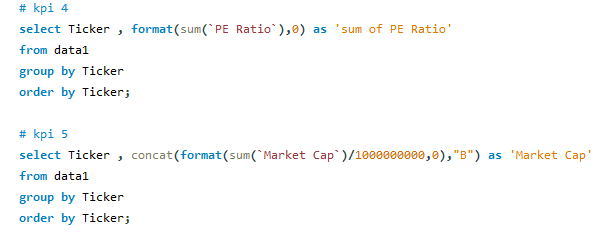 # kpi 4
select Ticker , format(sum(`PE Ratio`),0) as 'sum of PE Ratio'
from data1
group by Ticker
order by Ticker;
# kpi 5
select Ticker , concat(format(sum(`Market Cap`)/1000000000,0),"B") as 'Market Cap'
from data1
group by Ticker
order by Ticker;